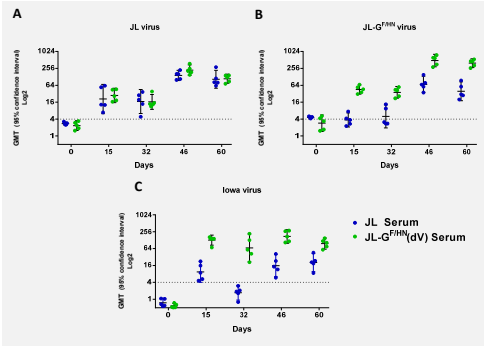 A
JL virus
GMT (95% confidence interval)
Log2
1024
256
64
16
4
1
0
15
32
46
60
Days
B
JL-G^F/HN virus
GMT (95% confidence interval)
Log2
1024
256
64
16
4
1
0
15
32
46
60
Days
C
Iowa virus
GMT (95% confidence interval)
Log2
1024
256
64
16
4
1
0
15
32
46
60
Days
JL Serum
JL-G^F/HN(dV) Serum